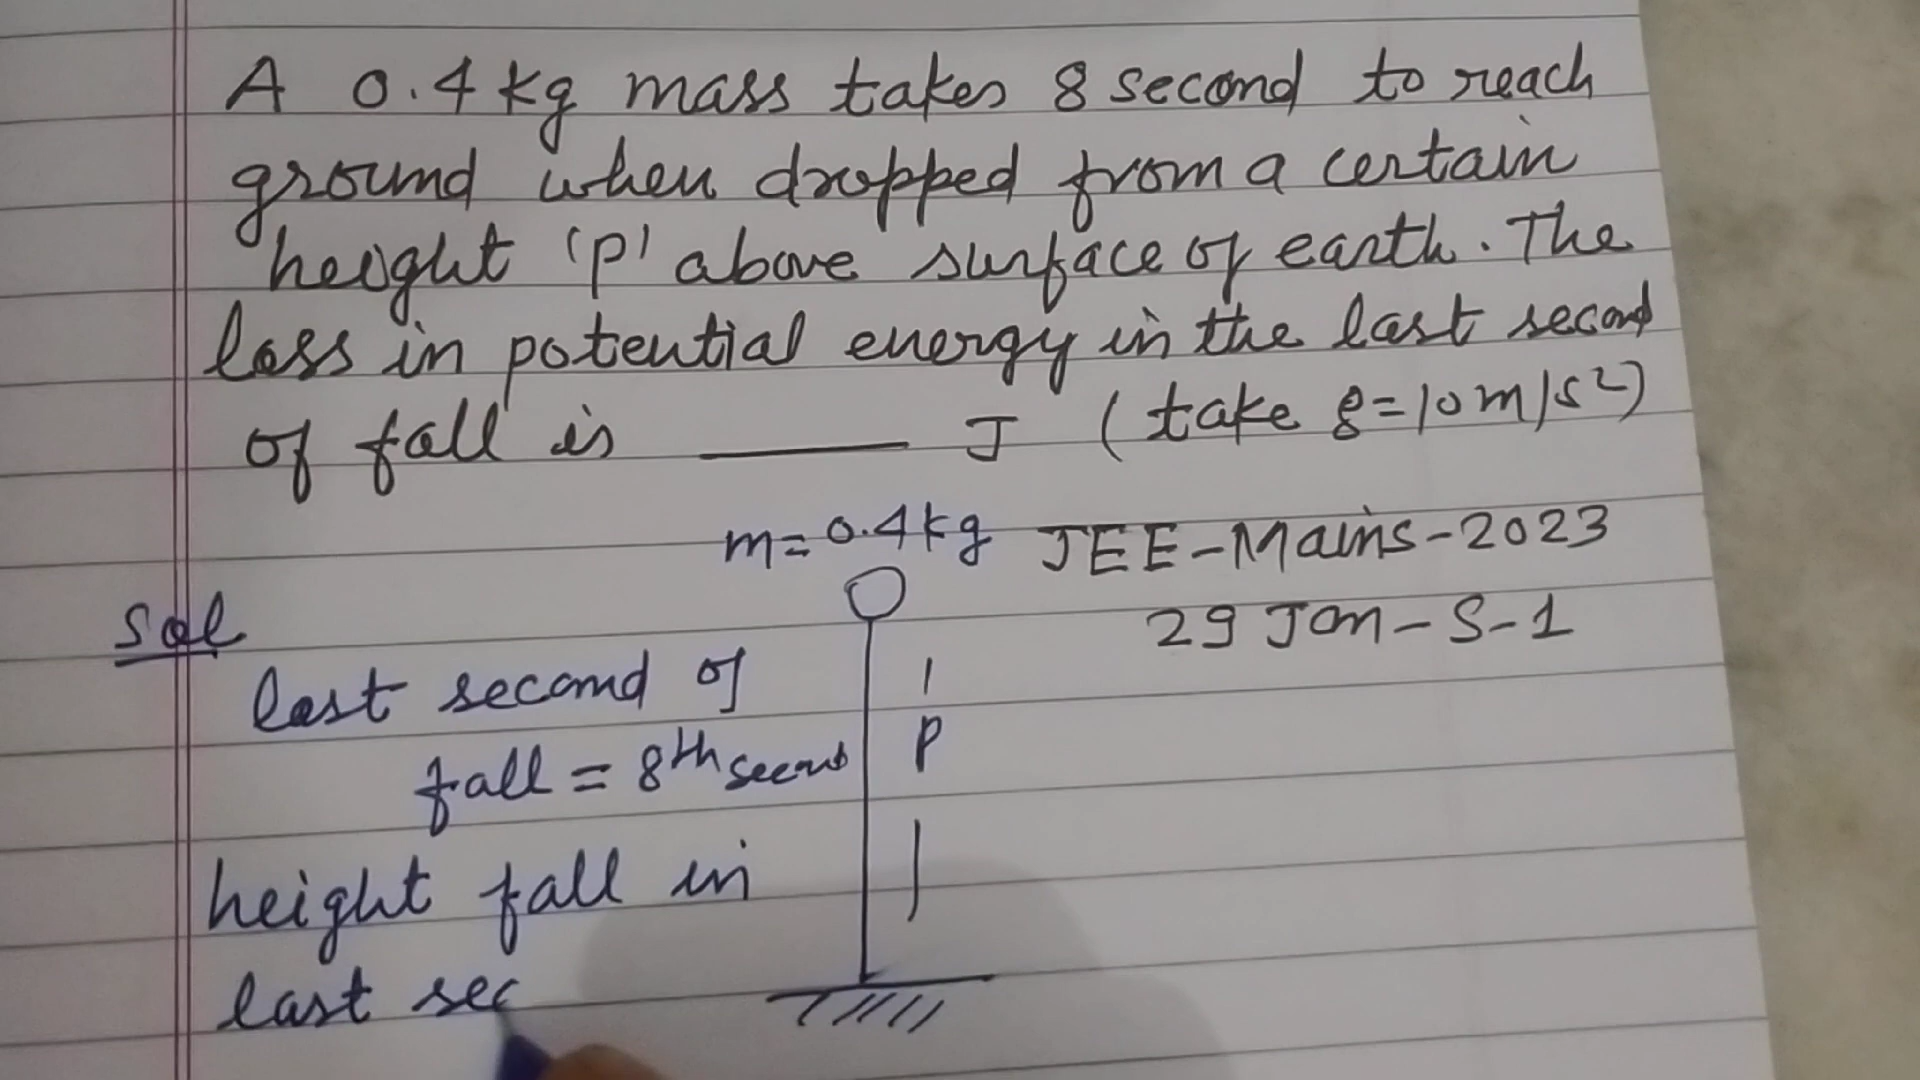 A 0.4 kg mass takes 8 second to reach
ground when dropped from a certain
height 'P' above surface of earth. The
loss in potential energy in the last second
of fall is ______ J (take g=10m/s²)
m=0.4kg JEE-Mains-2023
29 Jan-S-1
Sol
last second of
fall = 8th second
P
height fall in
last sec